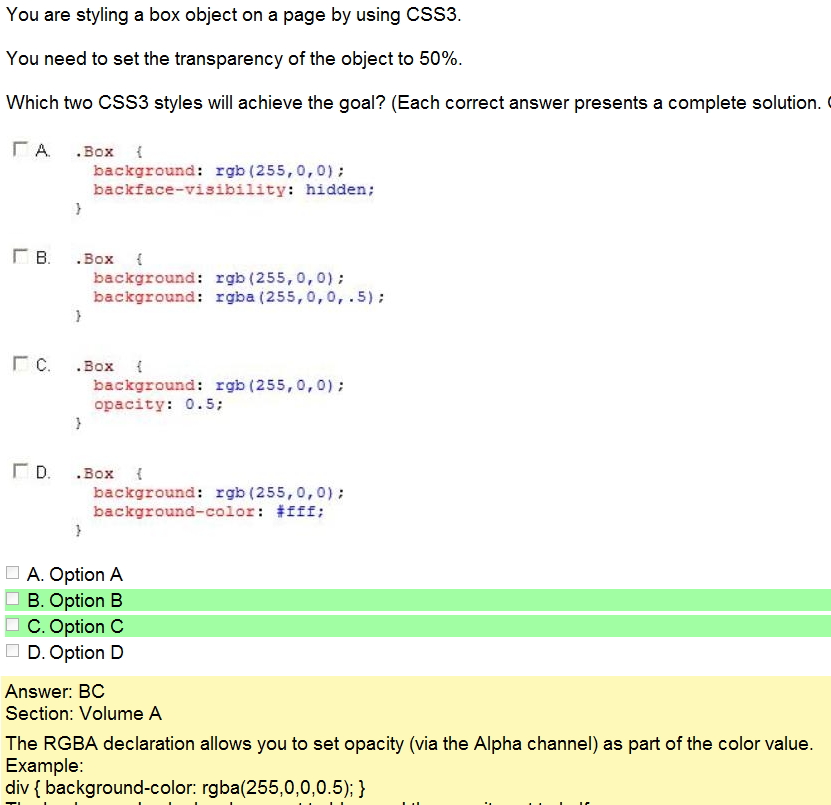 You are styling a box object on a page by using CSS3.
You need to set the transparency of the object to 50%.
Which two CSS3 styles will achieve the goal? (Each correct answer presents a complete solution.
A. .Box {
background: rgb(255,0,0);
backface-visibility: hidden;
}
B. .Box {
background: rgb(255,0,0);
background: rgba(255,0,0,.5);
}
C. .Box {
background: rgb(255,0,0);
opacity: 0.5;
}
D. .Box {
background: rgb(255,0,0);
background-color: #fff;
}
A. Option A
B. Option B
C. Option C
D. Option D
Answer: BC
Section: Volume A
The RGBA declaration allows you to set opacity (via the Alpha channel) as part of the color value.
Example:
div { background-color: rgba(255,0,0,0.5); }